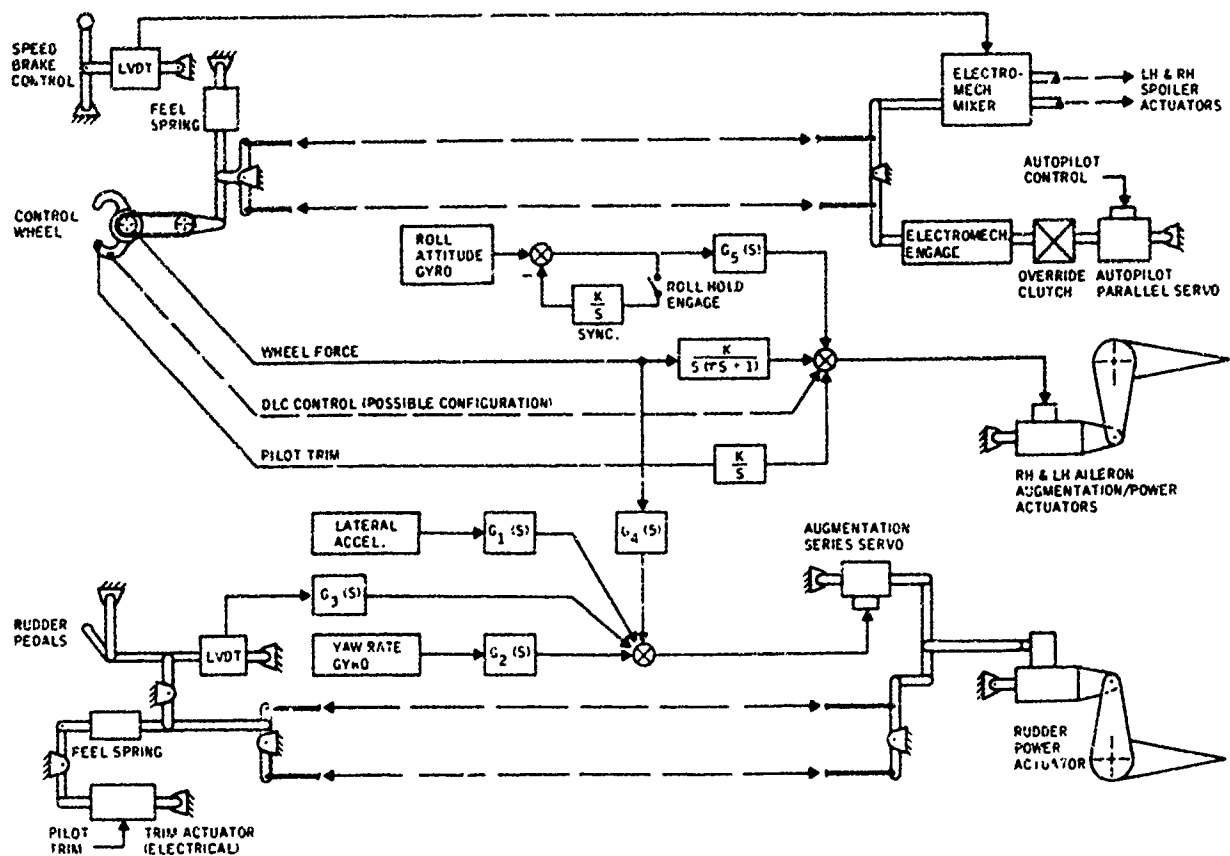 SPEED
BRAKE
CONTROL
LVDT
FEEL
SPRING
ELECTRO-
MECH
MIXER
LH & RH
SPOILER
ACTUATORS
CONTROL
WHEEL
AUTOPILOT
CONTROL
ELECTROMECH.
ENGAGE
OVERRIDE
CLUTCH
AUTOPILOT
PARALLEL SERVO
ROLL
ATTITUDE
GYRO
–
G5(S)
ROLL HOLD
ENGAGE
K
S
SYNC.
WHEEL FORCE
K
S(τS + 1)
DLC CONTROL (POSSIBLE CONFIGURATION)
PILOT TRIM
K
S
RH & LH AILERON
AUGMENTATION/POWER
ACTUATORS
LATERAL
ACCEL.
G1(S)
G4(S)
AUGMENTATION
SERIES SERVO
G3(S)
RUDDER
PEDALS
LVDT
YAW RATE
GYRO
G2(S)
FEEL SPRING
RUDDER
POWER
ACTUATOR
PILOT
TRIM
TRIM ACTUATOR
(ELECTRICAL)